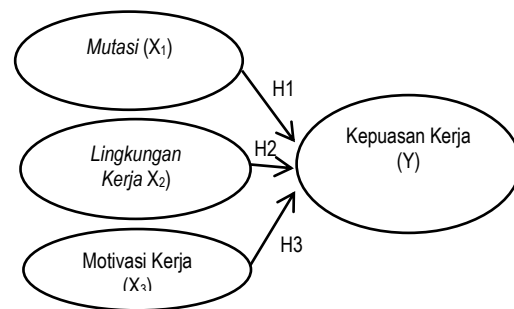 Mutasi (X₁)
H1
Kepuasan Kerja
(Y)
H2
Lingkungan
Kerja X₂)
H3
Motivasi Kerja
(X₃)